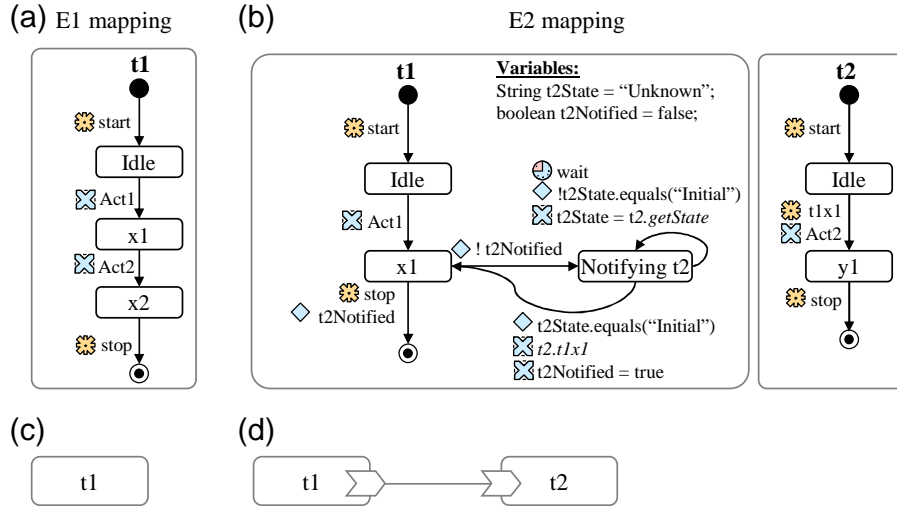 (a) E1 mapping
t1
start
Idle
Act1
x1
Act2
x2
stop
(b) E2 mapping
t1
Variables:
String t2State = “Unknown”;
boolean t2Notified = false;
start
Idle
wait
!t2State.equals(“Initial”)
t2State = t2.getState
Act1
! t2Notified
x1
Notifying t2
stop
t2Notified
t2State.equals(“Initial”)
t2.t1x1
t2Notified = true
t2
start
Idle
t1x1
Act2
y1
stop
(c)
t1
(d)
t1
t2